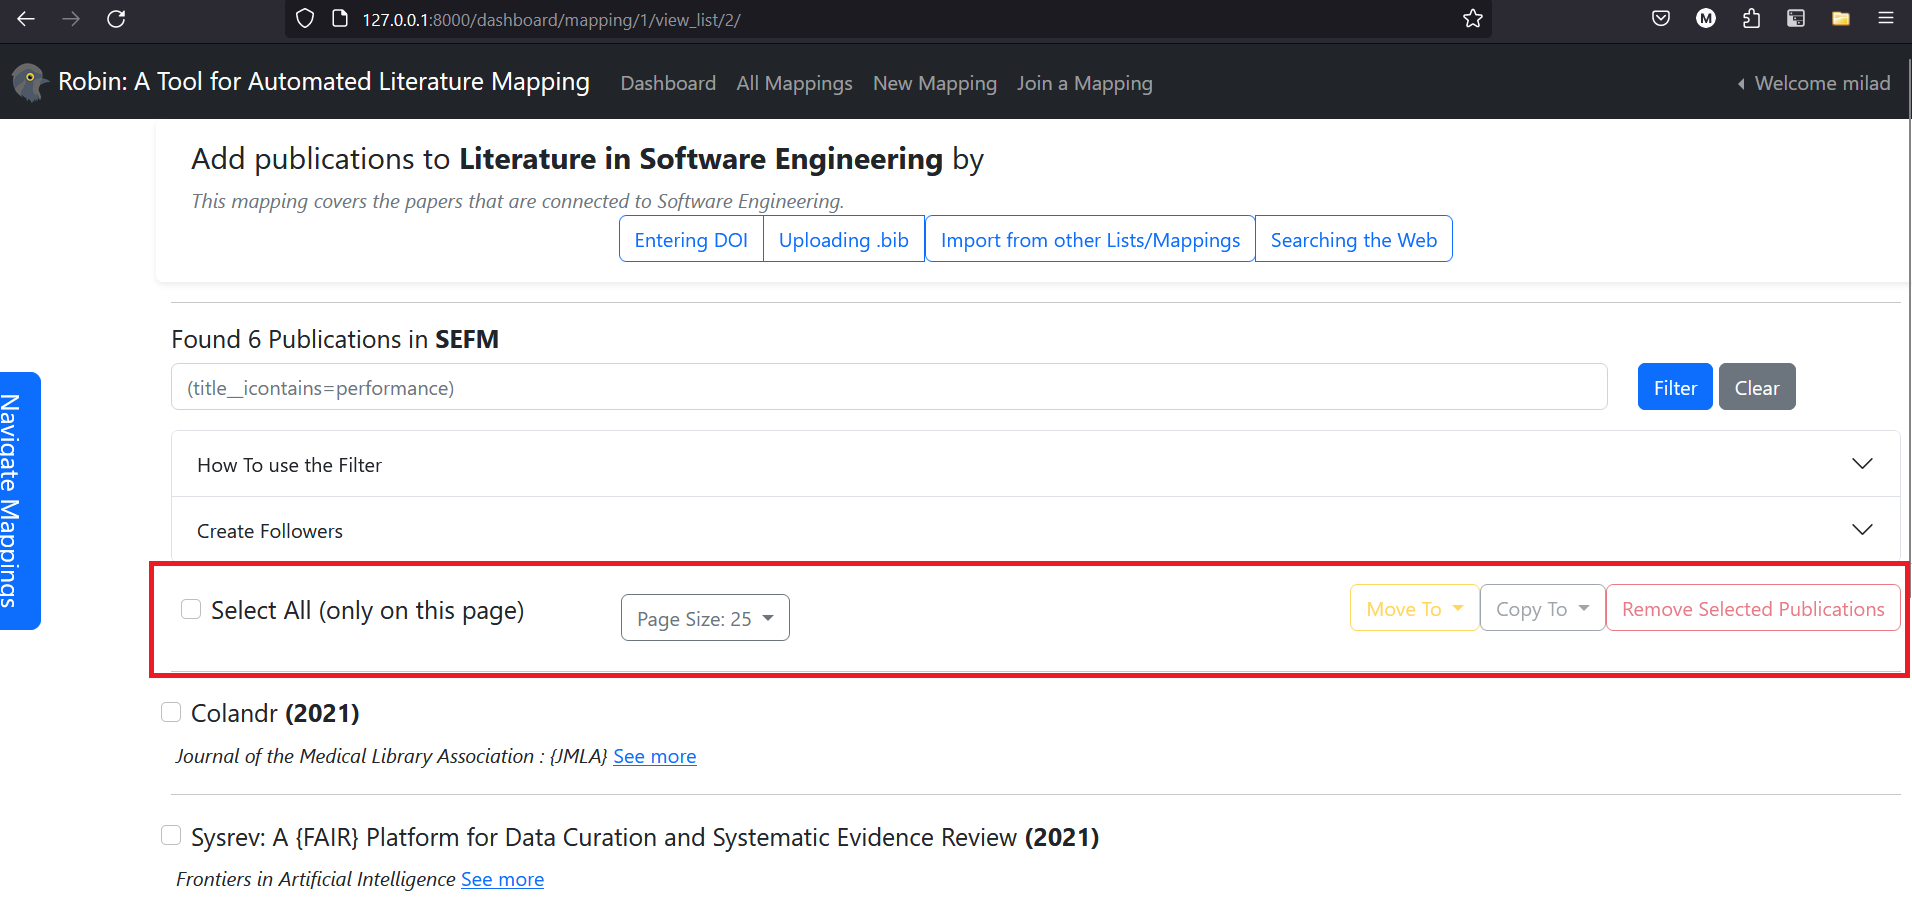 127.0.0.1:8000/dashboard/mapping/1/view_list/2/
M
Robin: A Tool for Automated Literature Mapping Dashboard All Mappings New Mapping Join a Mapping Welcome milad
Add publications to Literature in Software Engineering by
This mapping covers the papers that are connected to Software Engineering.
Entering DOI Uploading .bib Import from other Lists/Mappings Searching the Web
Found 6 Publications in SEFM
(title__icontains=performance) Filter Clear
Navigate Mappings
How To use the Filter
Create Followers
Select All (only on this page) Page Size: 25 Move To Copy To Remove Selected Publications
Colandr (2021)
Journal of the Medical Library Association : {JMLA} See more
Sysrev: A {FAIR} Platform for Data Curation and Systematic Evidence Review (2021)
Frontiers in Artificial Intelligence See more